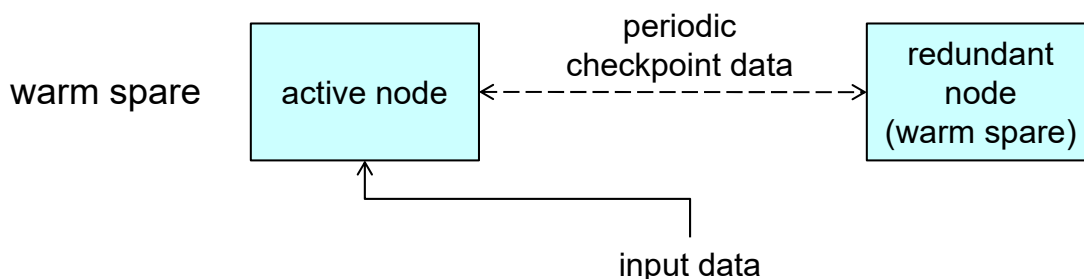 warm spare
active node
periodic
checkpoint data
redundant
node
(warm spare)
input data